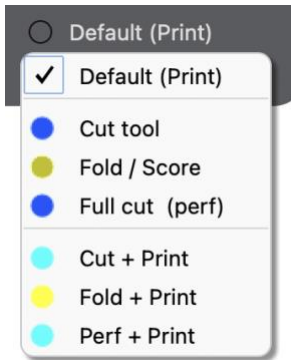 Default (Print)
Default (Print)
Cut tool
Fold / Score
Full cut (perf)
Cut + Print
Fold + Print
Perf + Print